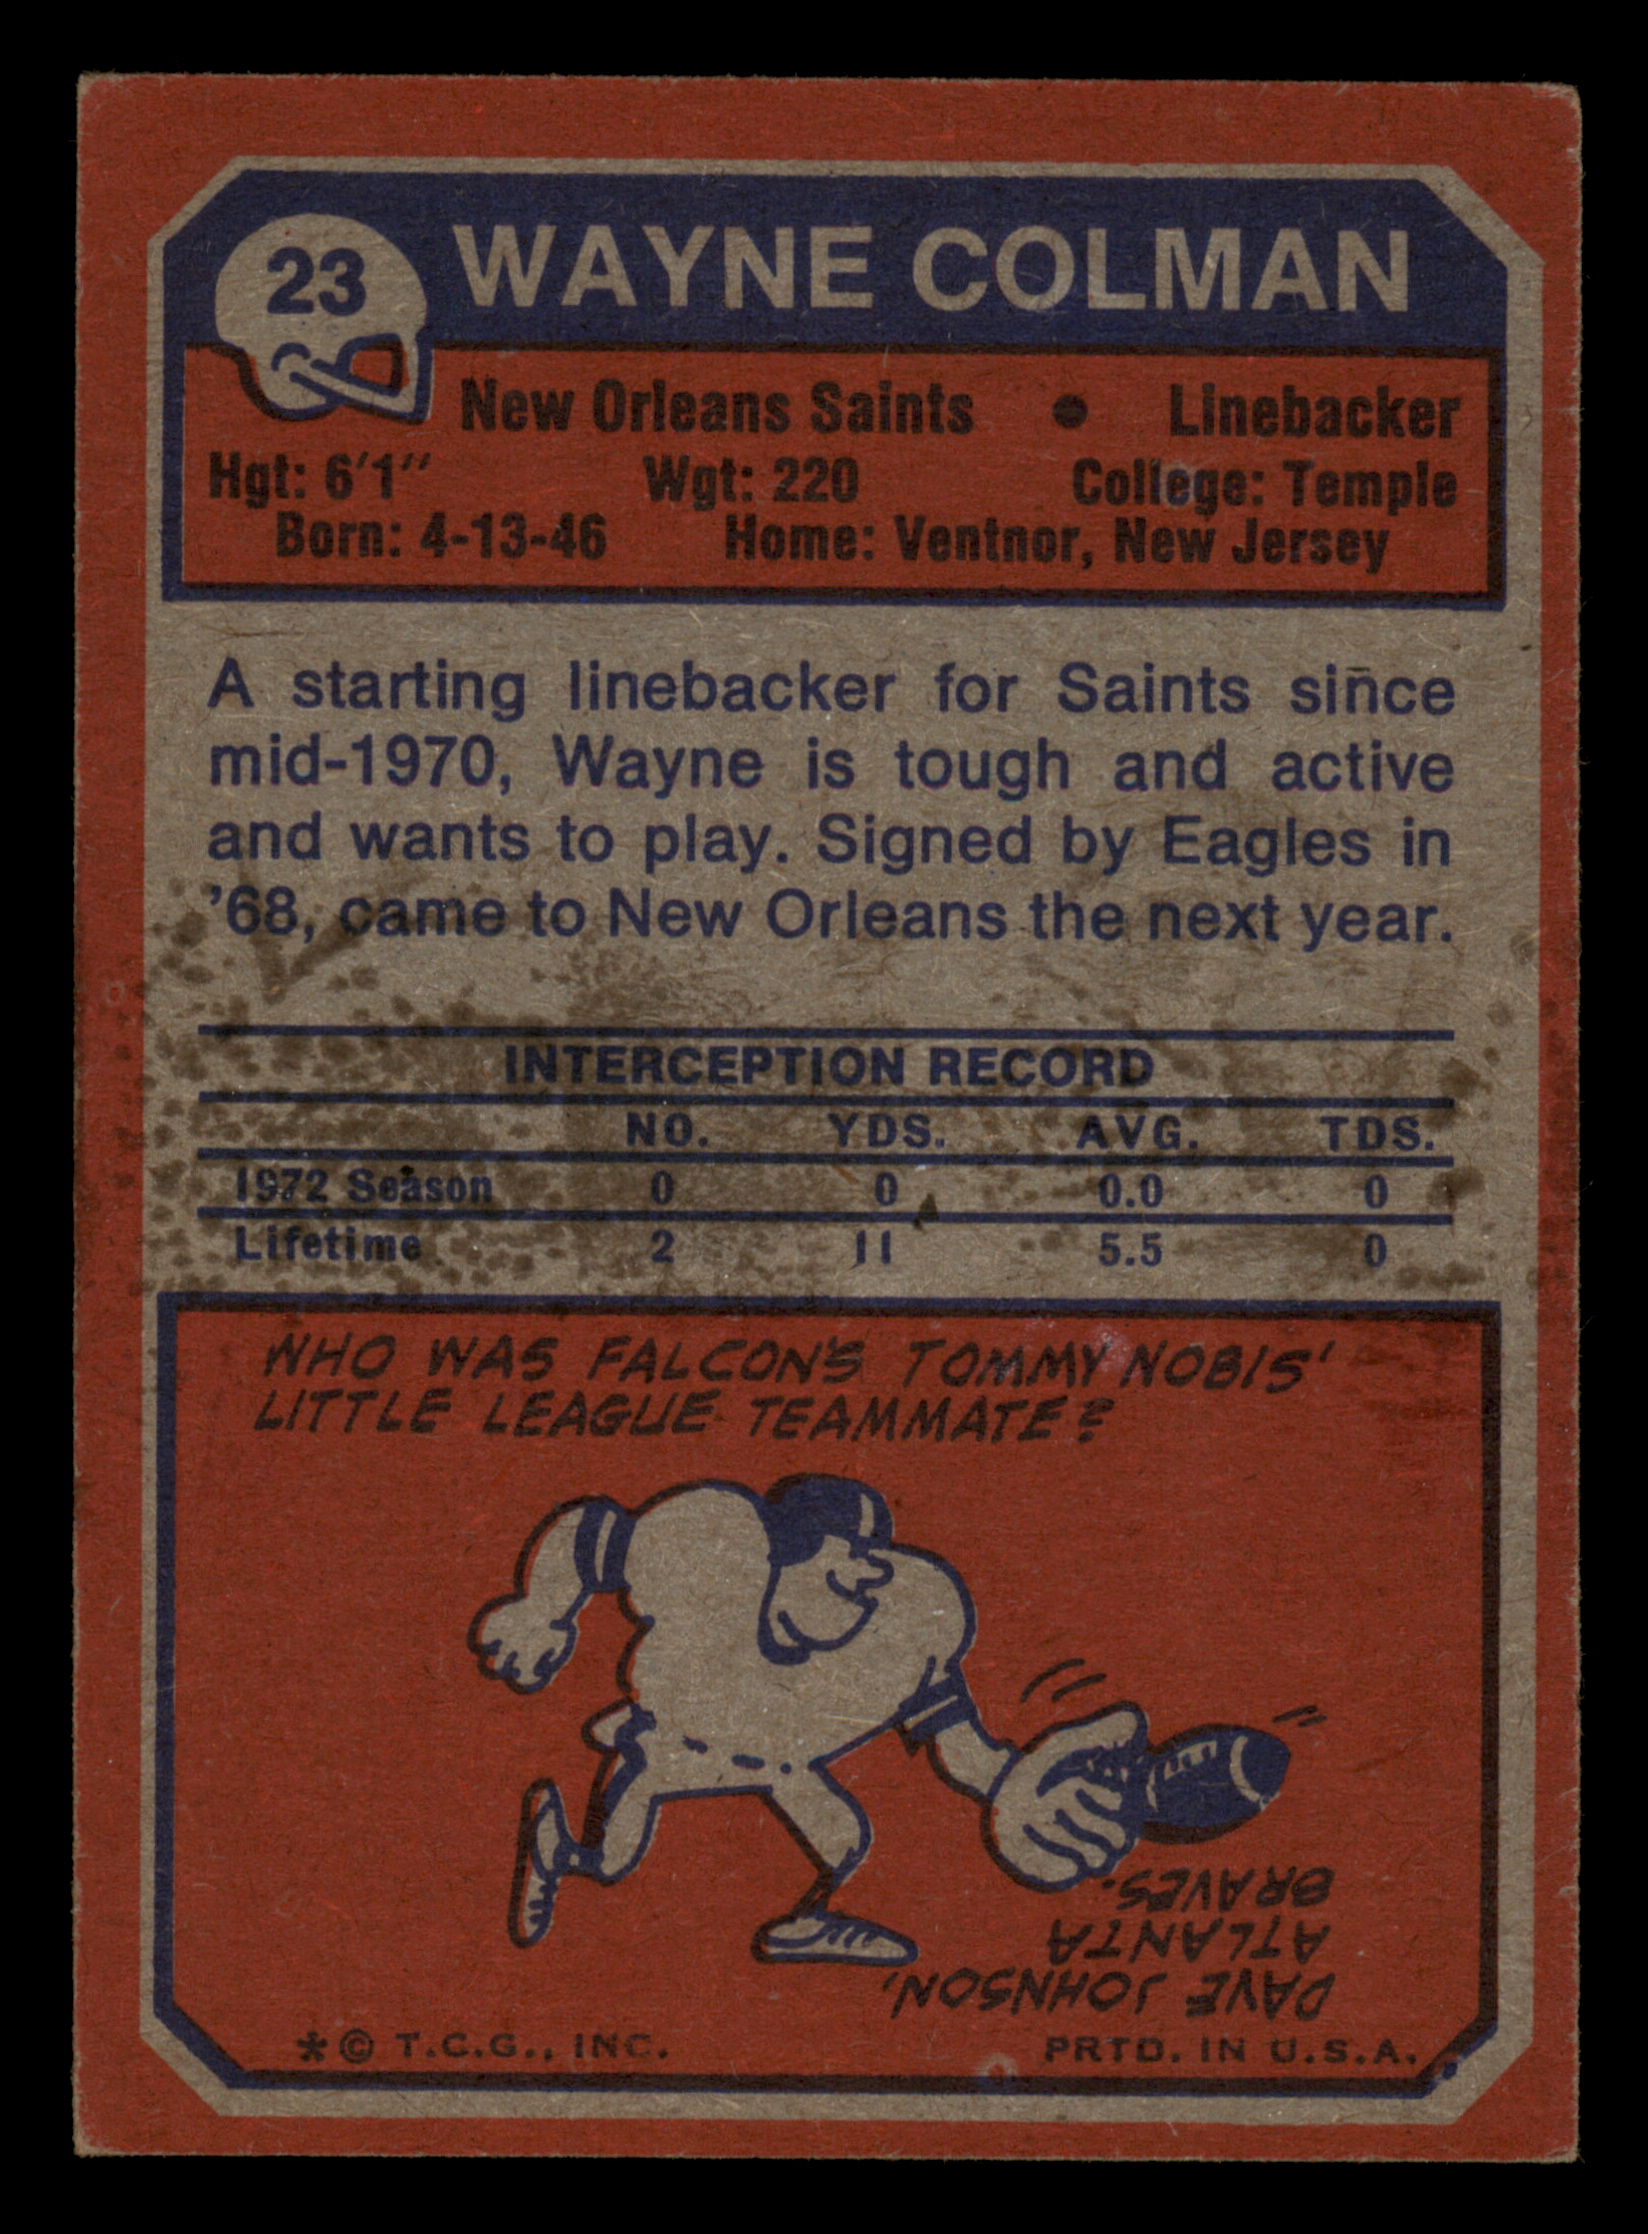 23
WAYNE COLMAN
New Orleans Saints • Linebacker
Hgt: 6'1" Wgt: 220 College: Temple
Born: 4-13-46 Home: Ventnor, New Jersey
A starting linebacker for Saints since
mid-1970, Wayne is tough and active
and wants to play. Signed by Eagles in
'68, came to New Orleans the next year.
INTERCEPTION RECORD
NO. YDS. AVG. TDS.
1972 Season 0 0 0.0 0
Lifetime 2 11 5.5 0
WHO WAS FALCON'S TOMMY NOBIS'
LITTLE LEAGUE TEAMMATE?
DAVE JOHNSON,
ATLANTA
BRAVES.
*© T.C.G., INC. PRTD. IN U.S.A.